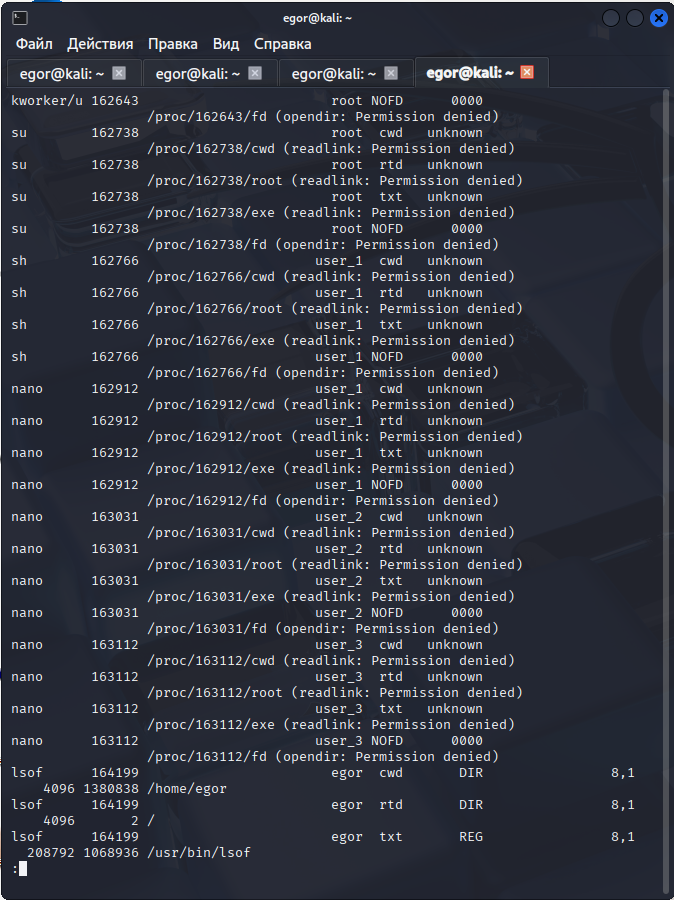 egor@kali: ~
Файл Действия Правка Вид Справка
egor@kali: ~ egor@kali: ~ egor@kali: ~ egor@kali: ~
kworker/u 162643 root NOFD 0000
/proc/162643/fd (opendir: Permission denied)
su 162738 root cwd unknown
/proc/162738/cwd (readlink: Permission denied)
su 162738 root rtd unknown
/proc/162738/root (readlink: Permission denied)
su 162738 root txt unknown
/proc/162738/exe (readlink: Permission denied)
su 162738 root NOFD 0000
/proc/162738/fd (opendir: Permission denied)
sh 162766 user_1 cwd unknown
/proc/162766/cwd (readlink: Permission denied)
sh 162766 user_1 rtd unknown
/proc/162766/root (readlink: Permission denied)
sh 162766 user_1 txt unknown
/proc/162766/exe (readlink: Permission denied)
sh 162766 user_1 NOFD 0000
/proc/162766/fd (opendir: Permission denied)
nano 162912 user_1 cwd unknown
/proc/162912/cwd (readlink: Permission denied)
nano 162912 user_1 rtd unknown
/proc/162912/root (readlink: Permission denied)
nano 162912 user_1 txt unknown
/proc/162912/exe (readlink: Permission denied)
nano 162912 user_1 NOFD 0000
/proc/162912/fd (opendir: Permission denied)
nano 163031 user_2 cwd unknown
/proc/163031/cwd (readlink: Permission denied)
nano 163031 user_2 rtd unknown
/proc/163031/root (readlink: Permission denied)
nano 163031 user_2 txt unknown
/proc/163031/exe (readlink: Permission denied)
nano 163031 user_2 NOFD 0000
/proc/163031/fd (opendir: Permission denied)
nano 163112 user_3 cwd unknown
/proc/163112/cwd (readlink: Permission denied)
nano 163112 user_3 rtd unknown
/proc/163112/root (readlink: Permission denied)
nano 163112 user_3 txt unknown
/proc/163112/exe (readlink: Permission denied)
nano 163112 user_3 NOFD 0000
/proc/163112/fd (opendir: Permission denied)
lsof 164199 egor cwd DIR 8,1
4096 1380838 /home/egor
lsof 164199 egor rtd DIR 8,1
4096 2 /
lsof 164199 egor txt REG 8,1
208792 1068936 /usr/bin/lsof
: